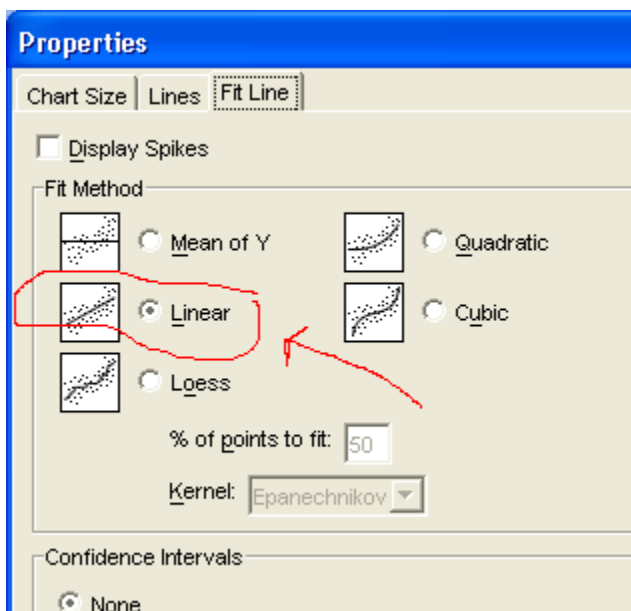 Properties
Chart Size Lines Fit Line
Display Spikes
Fit Method
Mean of Y Quadratic
Linear Cubic
Loess
% of points to fit: 50
Kernel: Epanechnikov
Confidence Intervals
None